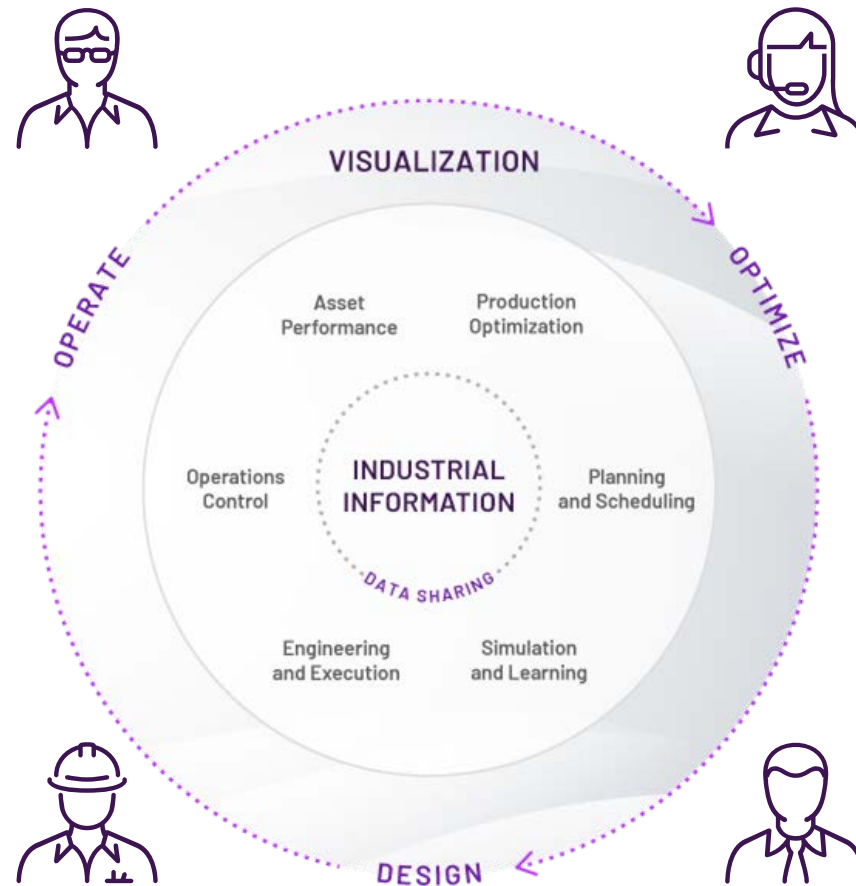 VISUALIZATION
OPERATE
OPTIMIZE
Asset
Performance
Production
Optimization
Operations
Control
INDUSTRIAL
INFORMATION
Planning
and Scheduling
DATA SHARING
Engineering
and Execution
Simulation
and Learning
DESIGN